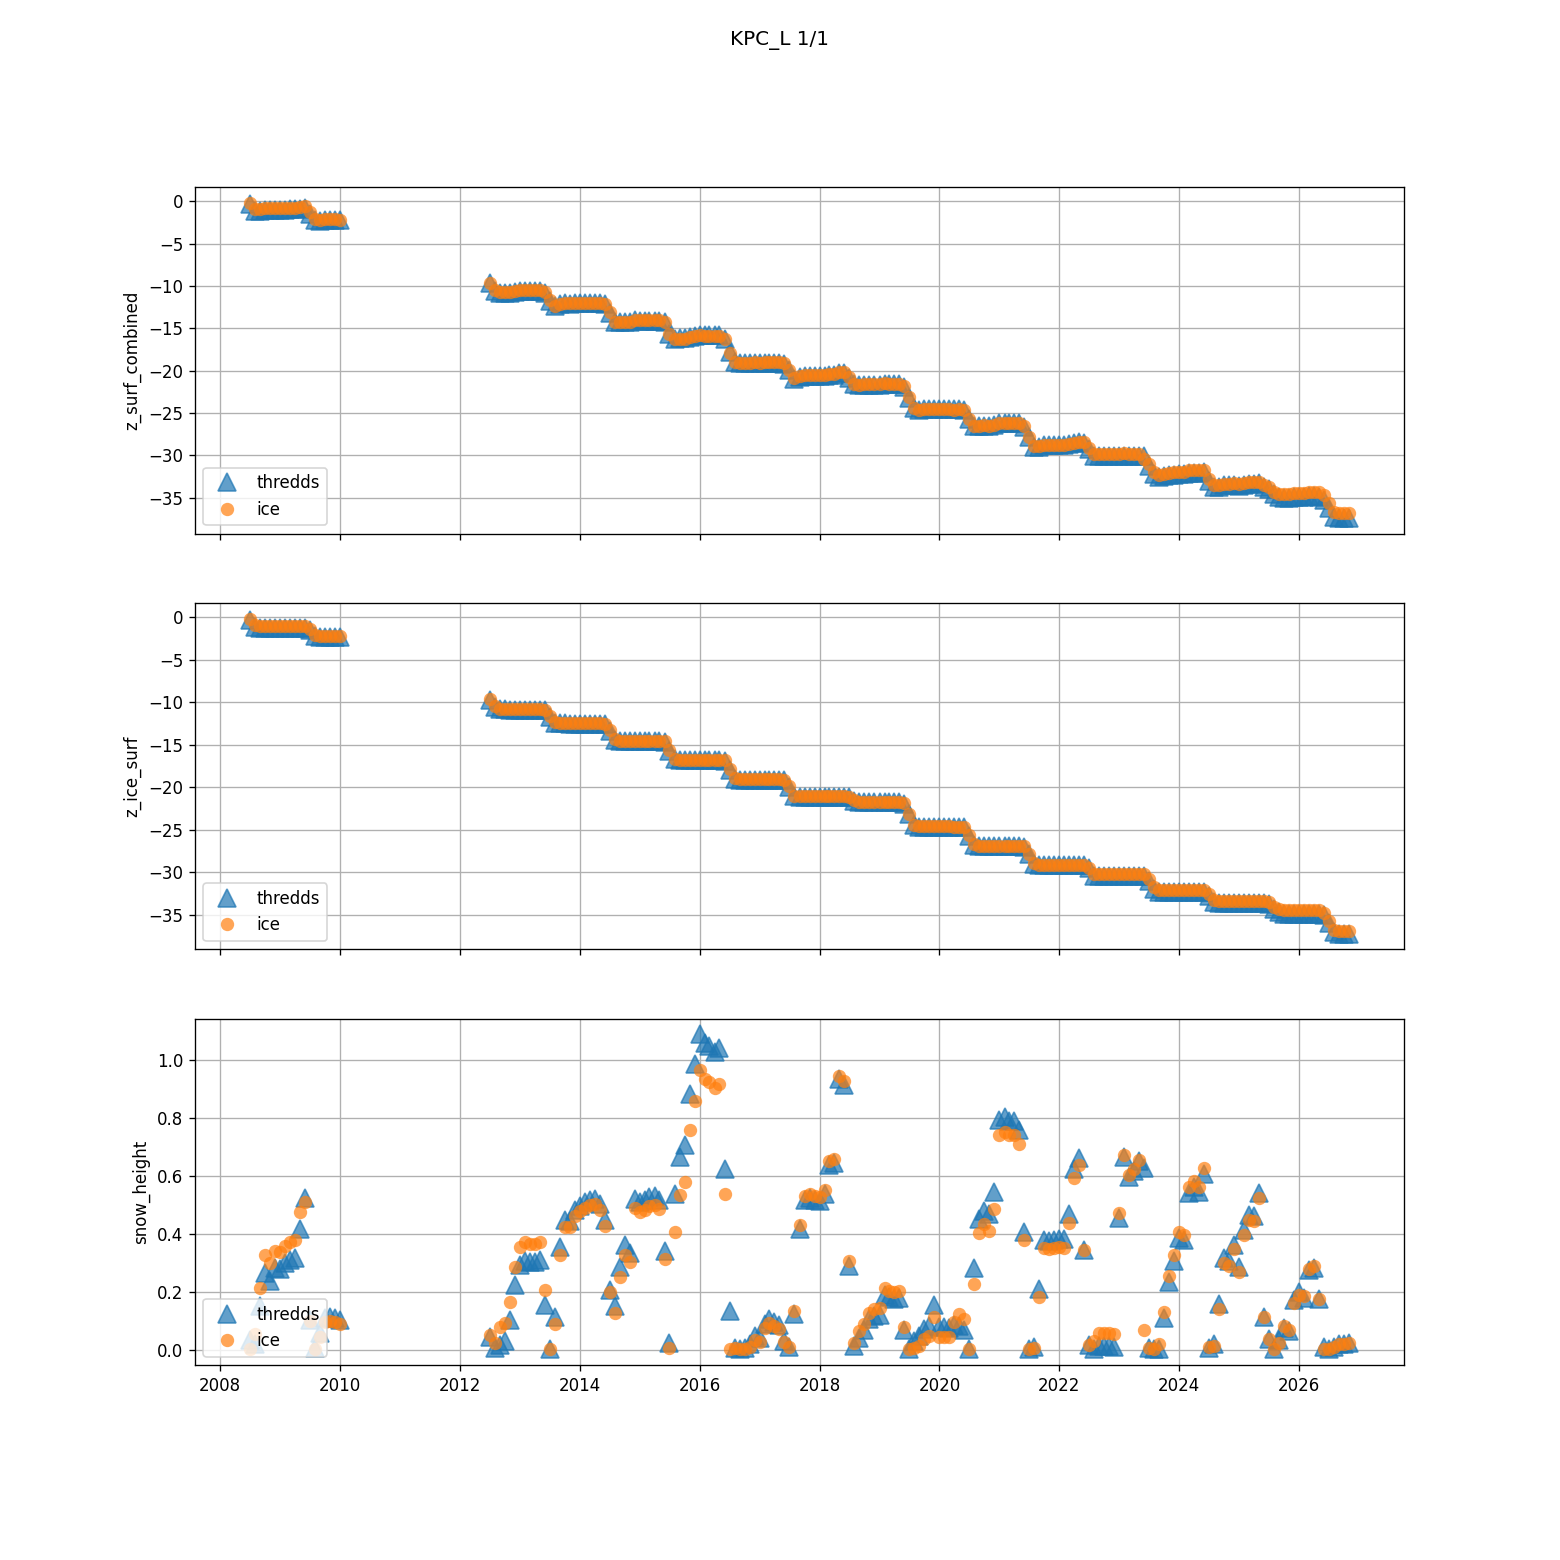 KPC_L 1/1
z_surf_combined
0
−5
−10
−15
−20
−25
−30
−35
thredds
ice
z_ice_surf
0
−5
−10
−15
−20
−25
−30
−35
thredds
ice
snow_height
1.0
0.8
0.6
0.4
0.2
0.0
thredds
ice
2008 2010 2012 2014 2016 2018 2020 2022 2024 2026